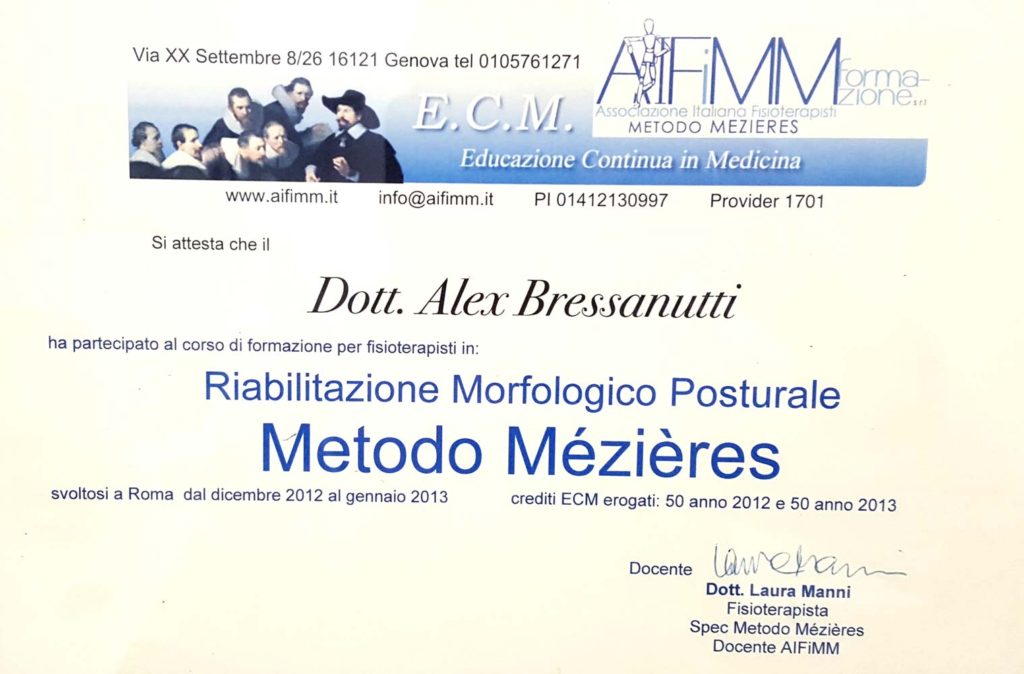 Via XX Settembre 8/26 16121 Genova tel 0105761271
AIFiMM formazione s.r.l
Associazione Italiana Fisioterapisti
METODO MEZIERES
E.C.M.
Educazione Continua in Medicina
www.aifimm.it info@aifimm.it PI 01412130997 Provider 1701
Si attesta che il
Dott. Alex Bressanutti
ha partecipato al corso di formazione per fisioterapisti in:
Riabilitazione Morfologico Posturale
Metodo Mézières
svoltosi a Roma dal dicembre 2012 al gennaio 2013 crediti ECM erogati: 50 anno 2012 e 50 anno 2013
Docente Laura Manni
Dott. Laura Manni
Fisioterapista
Spec Metodo Mézières
Docente AIFiMM